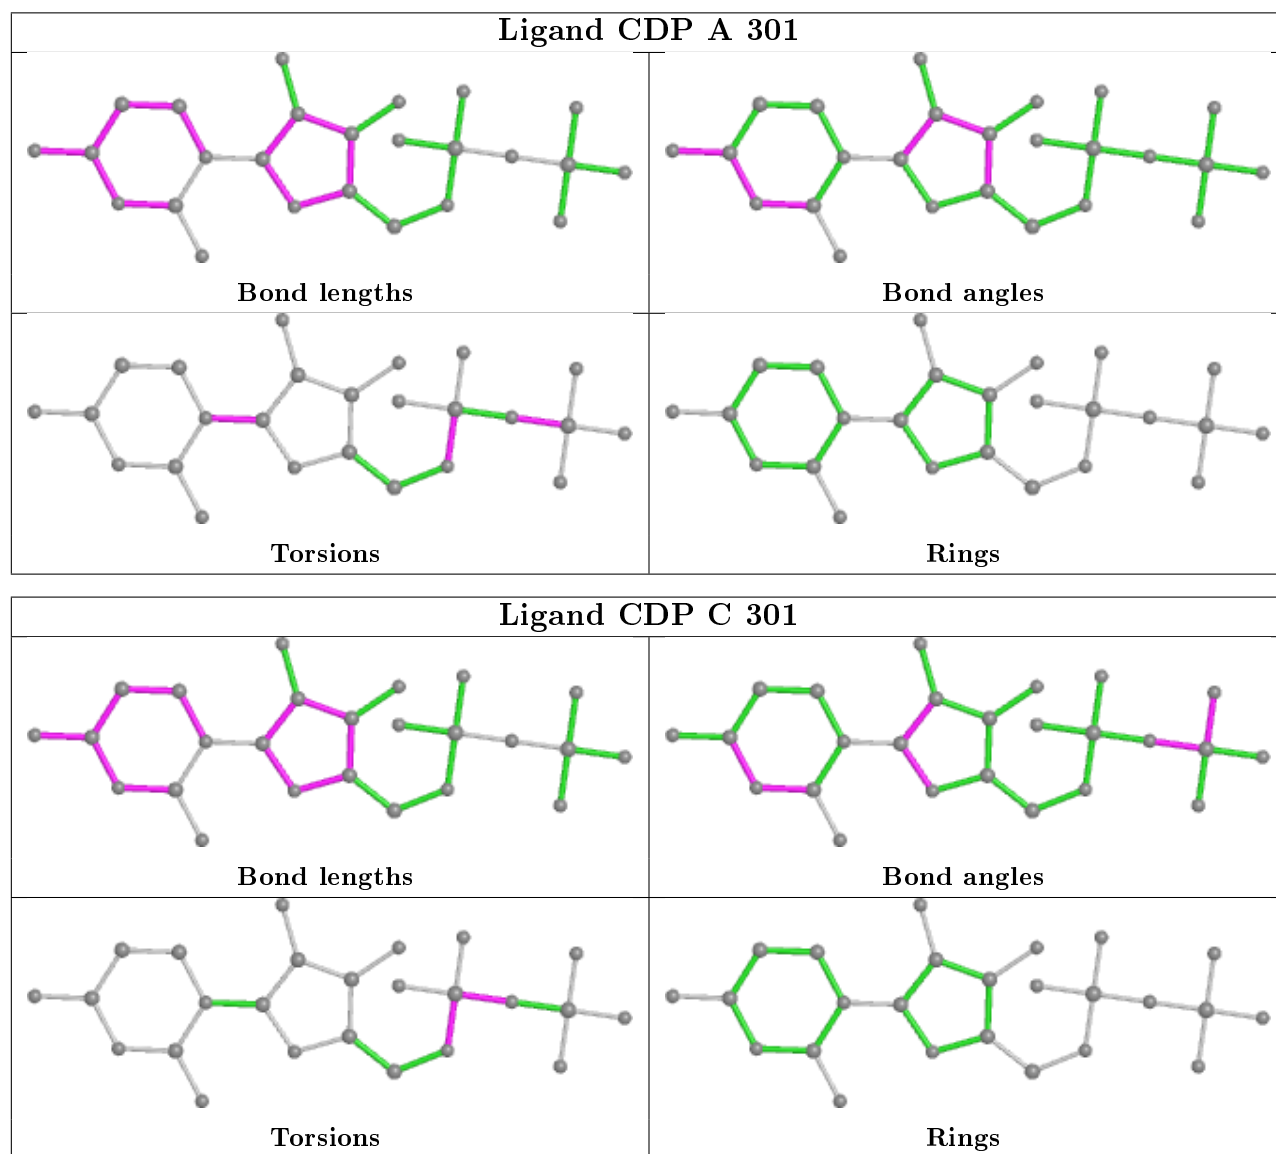 Ligand CDP A 301
Bond lengths
Bond angles
Torsions
Rings
Ligand CDP C 301
Bond lengths
Bond angles
Torsions
Rings